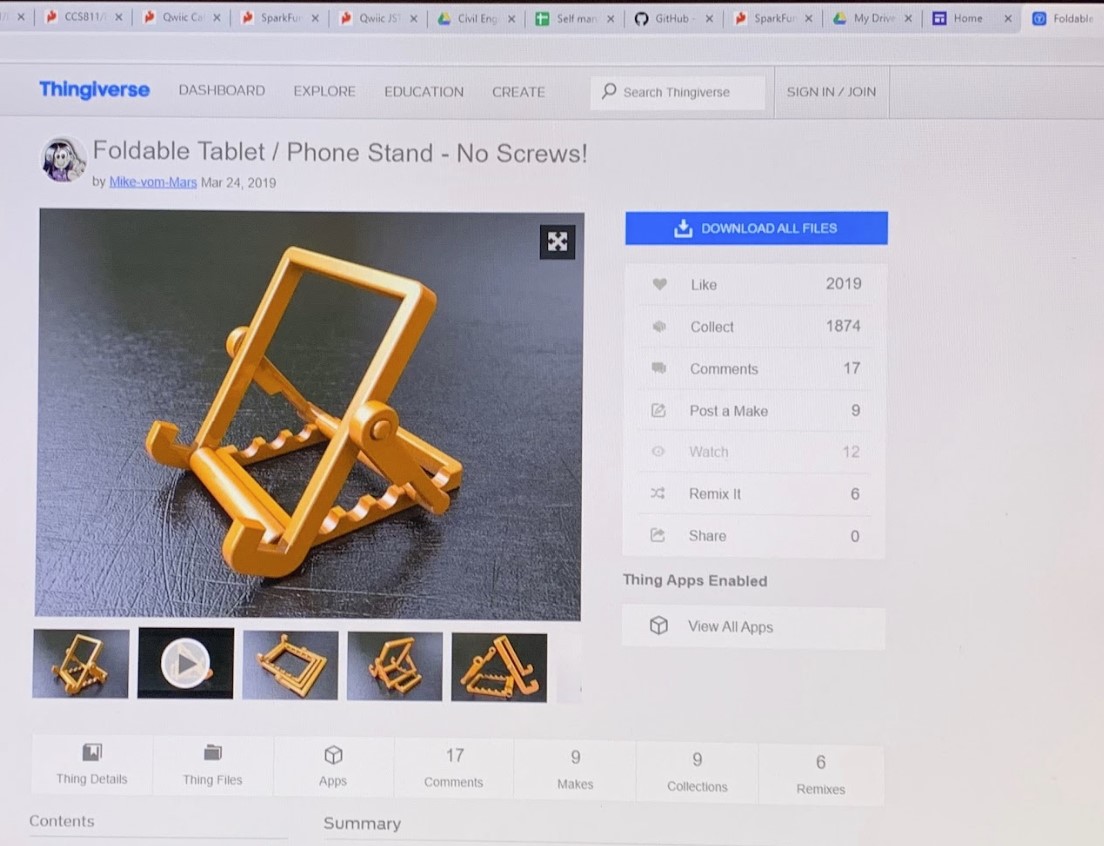 CCS811/
Qwiic Ca
SparkFun
Qwiic JST
Civil Eng
Self man
GitHub -
SparkFun
My Drive
Home
Foldable
Thingiverse
DASHBOARD
EXPLORE
EDUCATION
CREATE
Search Thingiverse
SIGN IN / JOIN
Foldable Tablet / Phone Stand - No Screws!
by Mike-vom-Mars Mar 24, 2019
DOWNLOAD ALL FILES
Like 2019
Collect 1874
Comments 17
Post a Make 9
Watch 12
Remix It 6
Share 0
Thing Apps Enabled
View All Apps
Thing Details
Thing Files
Apps
17
Comments
9
Makes
9
Collections
6
Remixes
Contents
Summary